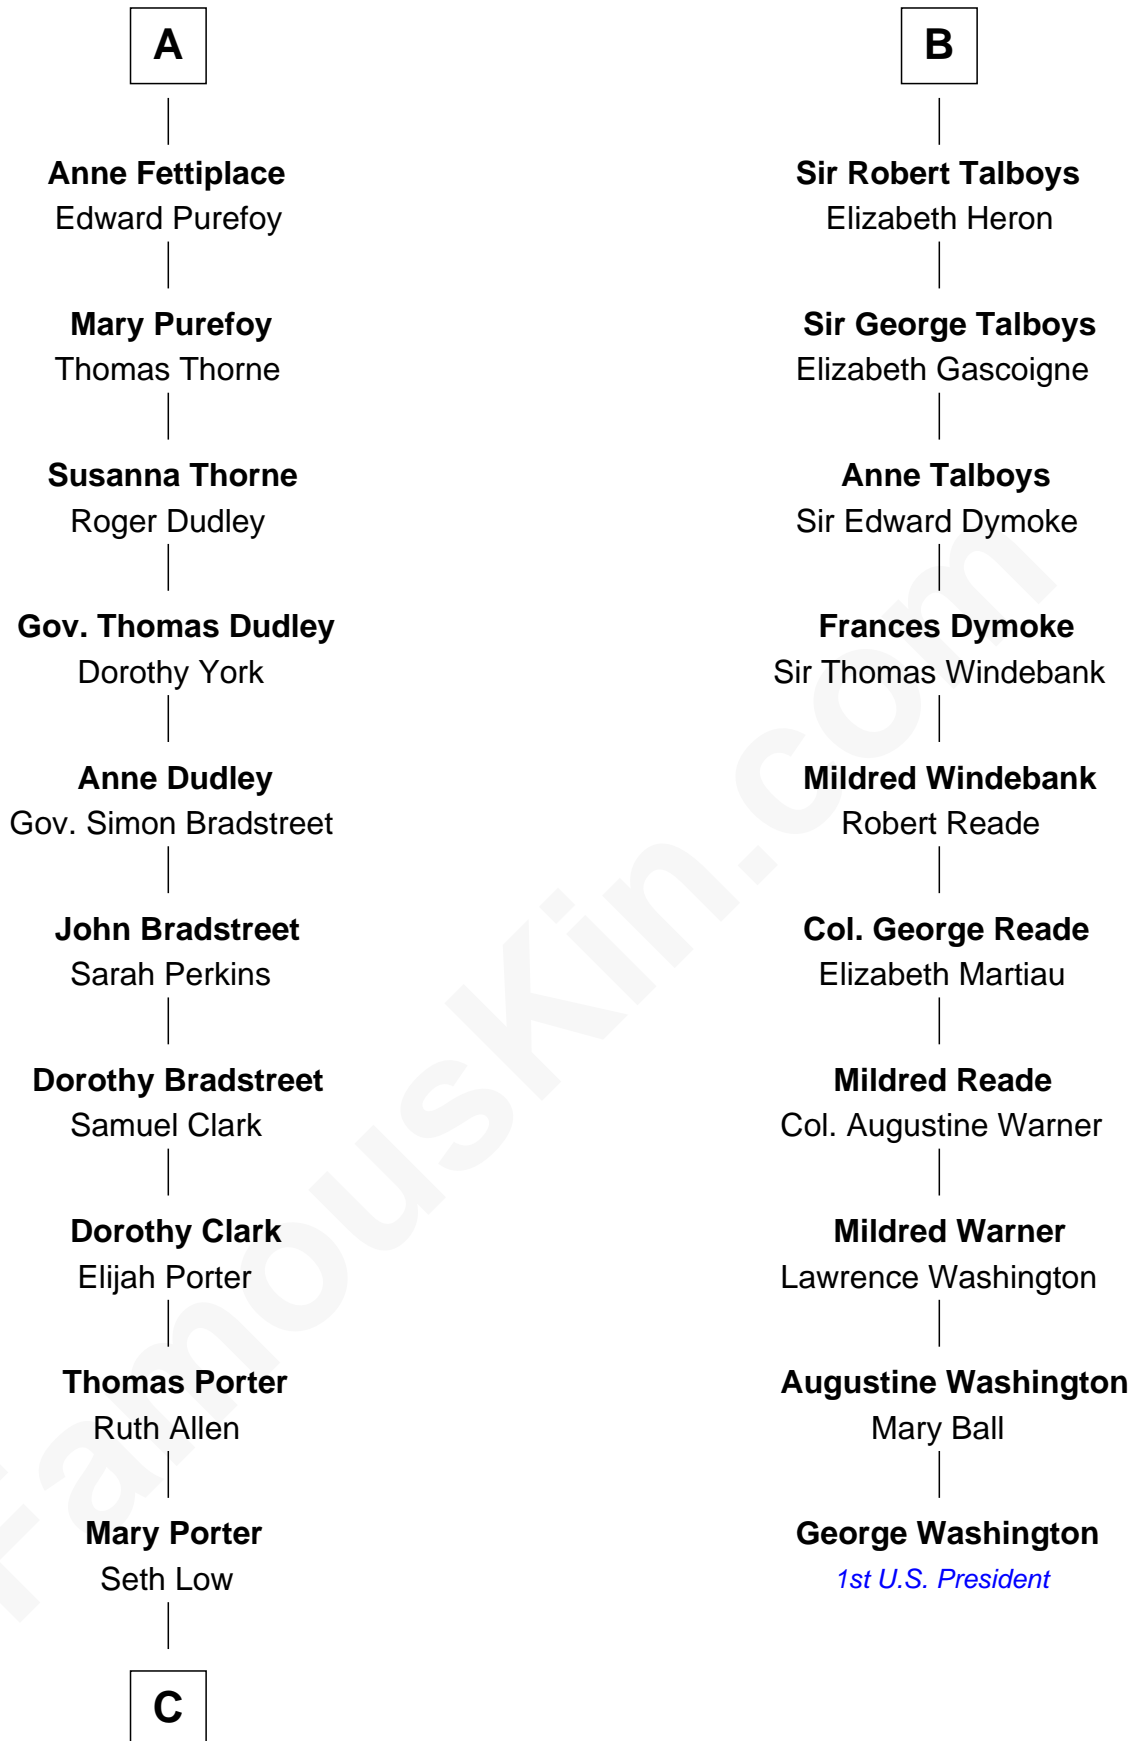 A
Anne Fettiplace
Edward Purefoy
Mary Purefoy
Thomas Thorne
Susanna Thorne
Roger Dudley
Gov. Thomas Dudley
Dorothy York
Anne Dudley
Gov. Simon Bradstreet
John Bradstreet
Sarah Perkins
Dorothy Bradstreet
Samuel Clark
Dorothy Clark
Elijah Porter
Thomas Porter
Ruth Allen
Mary Porter
Seth Low
C
B
Sir Robert Talboys
Elizabeth Heron
Sir George Talboys
Elizabeth Gascoigne
Anne Talboys
Sir Edward Dymoke
Frances Dymoke
Sir Thomas Windebank
Mildred Windebank
Robert Reade
Col. George Reade
Elizabeth Martiau
Mildred Reade
Col. Augustine Warner
Mildred Warner
Lawrence Washington
Augustine Washington
Mary Ball
George Washington
1st U.S. President
FamousKin.com